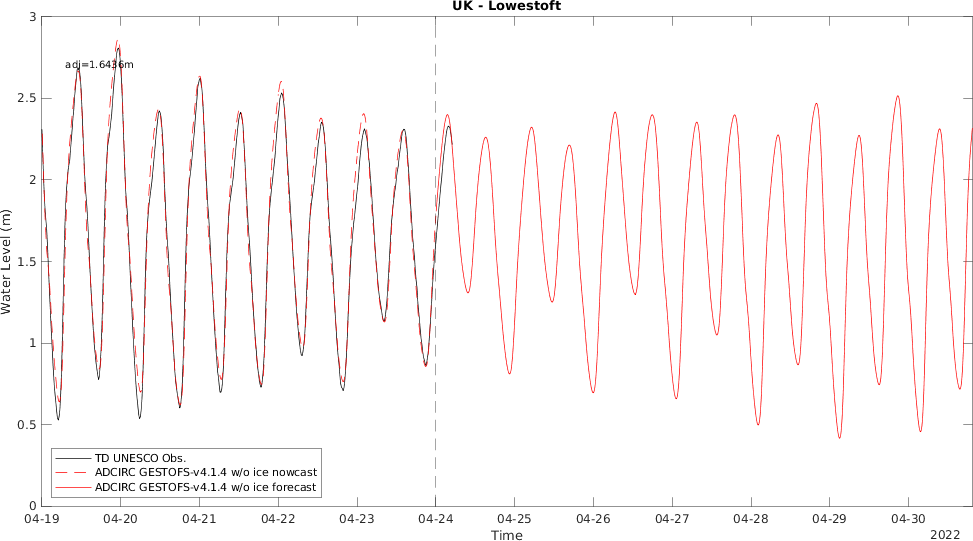 UK - Lowestoft
adj=1.6436m
Water Level (m)
3
2.5
2
1.5
1
0.5
0
TD UNESCO Obs.
ADCIRC GESTOFS-v4.1.4 w/o ice nowcast
ADCIRC GESTOFS-v4.1.4 w/o ice forecast
04-19 04-20 04-21 04-22 04-23 04-24 04-25 04-26 04-27 04-28 04-29 04-30
Time
2022